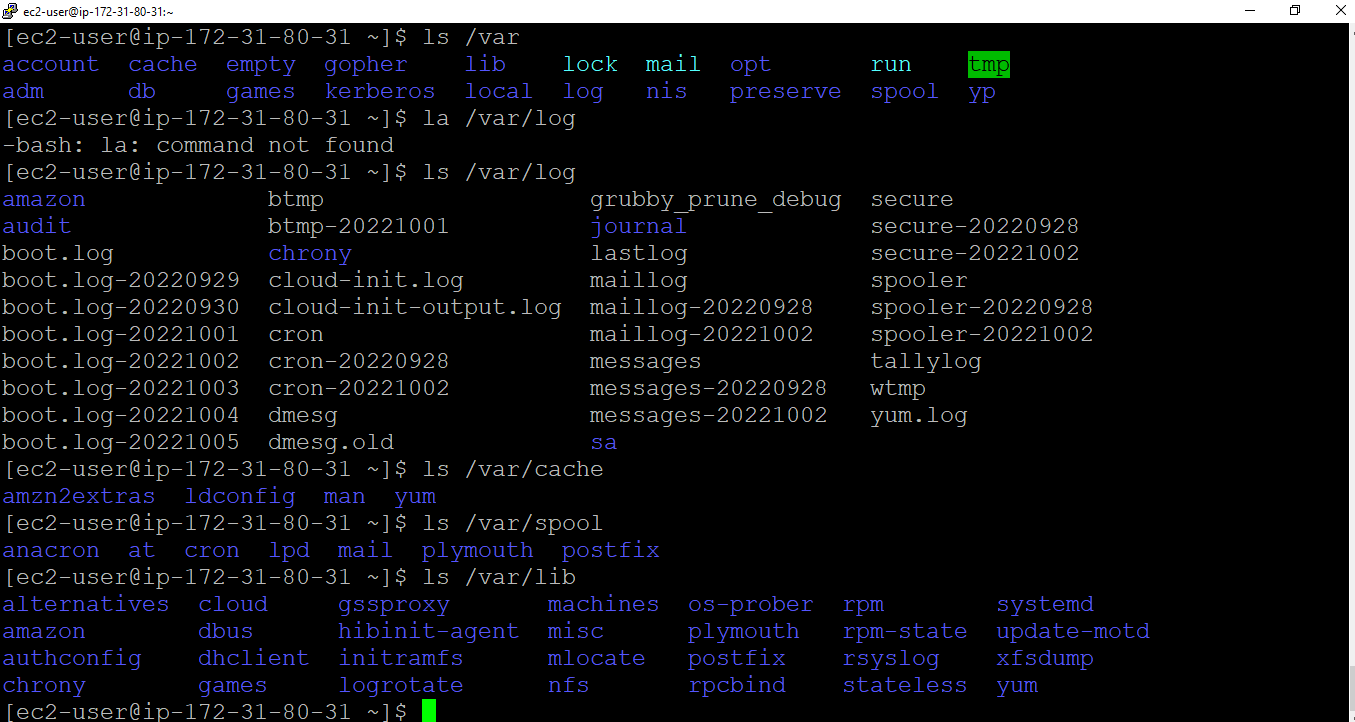 ec2-user@ip-172-31-80-31:~
[ec2-user@ip-172-31-80-31 ~]$ ls /var
account  cache  empty  gopher    lib    lock  mail  opt       run    tmp
adm      db     games  kerberos  local  log   nis   preserve  spool  yp
[ec2-user@ip-172-31-80-31 ~]$ la /var/log
-bash: la: command not found
[ec2-user@ip-172-31-80-31 ~]$ ls /var/log
amazon             btmp                   grubby_prune_debug  secure
audit              btmp-20221001          journal             secure-20220928
boot.log           chrony                 lastlog             secure-20221002
boot.log-20220929  cloud-init.log         maillog             spooler
boot.log-20220930  cloud-init-output.log  maillog-20220928    spooler-20220928
boot.log-20221001  cron                   maillog-20221002    spooler-20221002
boot.log-20221002  cron-20220928          messages            tallylog
boot.log-20221003  cron-20221002          messages-20220928   wtmp
boot.log-20221004  dmesg                  messages-20221002   yum.log
boot.log-20221005  dmesg.old              sa
[ec2-user@ip-172-31-80-31 ~]$ ls /var/cache
amzn2extras  ldconfig  man  yum
[ec2-user@ip-172-31-80-31 ~]$ ls /var/spool
anacron  at  cron  lpd  mail  plymouth  postfix
[ec2-user@ip-172-31-80-31 ~]$ ls /var/lib
alternatives  cloud     gssproxy       machines  os-prober  rpm        systemd
amazon        dbus      hibinit-agent  misc      plymouth   rpm-state  update-motd
authconfig    dhclient  initramfs      mlocate   postfix    rsyslog    xfsdump
chrony        games     logrotate      nfs       rpcbind    stateless  yum
[ec2-user@ip-172-31-80-31 ~]$